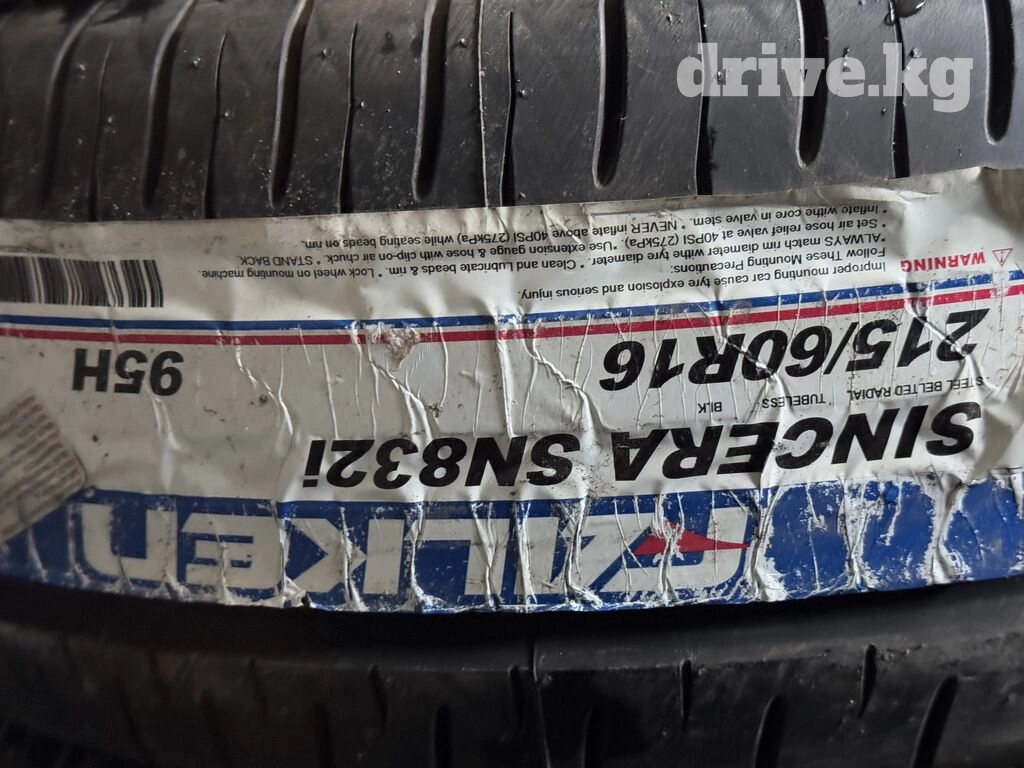 drive.kg
FALKEN
SINCERA SN832i
STEEL BELTED RADIAL TUBELESS BLK
215/60R16 95H
Improper mounting car cause tyre explosion and serious injury.
⚠ WARNING Follow These Mounting Precautions:
*ALWAYS match rim diameter withe tyre diameter. * Clean and Lubricate beads & rim. * Lock wheel on mounting machine.
* Set air hose relief valve at 40PSI (275kPa). *Use extension gauge & hose with clip-on air chuck. * STAND BACK.
* Inflate withe core in valve stem. * NEVER inflate above 40PSI (275kPa) while seating beads on rim.